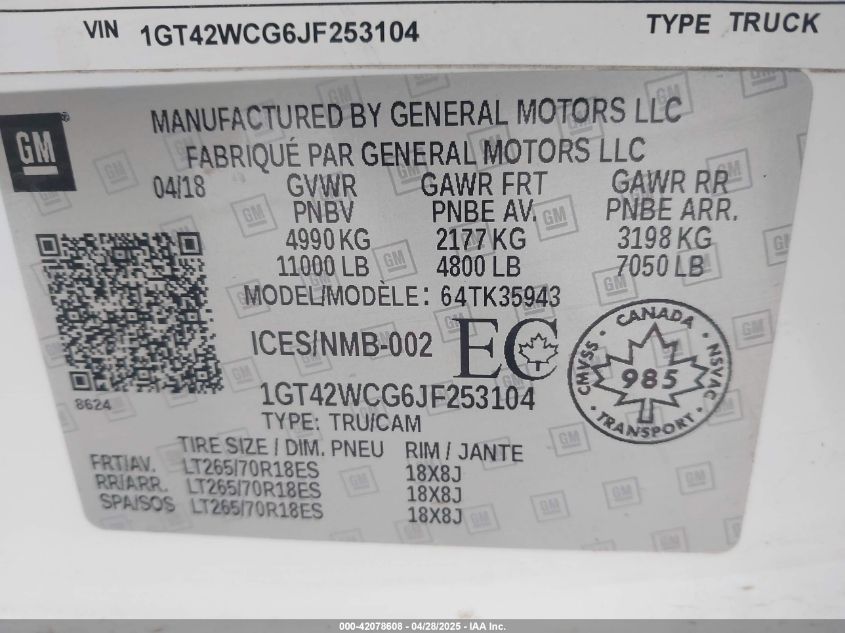 VIN 1GT42WCG6JF253104 TYPE TRUCK
GM
MANUFACTURED BY GENERAL MOTORS LLC
FABRIQUÉ PAR GENERAL MOTORS LLC
04/18 GVWR GAWR FRT GAWR RR
PNBV PNBE AV. PNBE ARR.
4990 KG 2177 KG 3198 KG
11000 LB 4800 LB 7050 LB
MODEL/MODÈLE: 64TK35943
ICES/NMB-002 EC
CANADA
CMVSS 985 NSVAC
TRANSPORT
8624
1GT42WCG6JF253104
TYPE: TRU/CAM
TIRE SIZE / DIM. PNEU RIM / JANTE
FRT/AV. LT265/70R18ES 18X8J
RR/ARR. LT265/70R18ES 18X8J
SPA/SOS LT265/70R18ES 18X8J
000-42078608 - 04/28/2025 - IAA Inc.